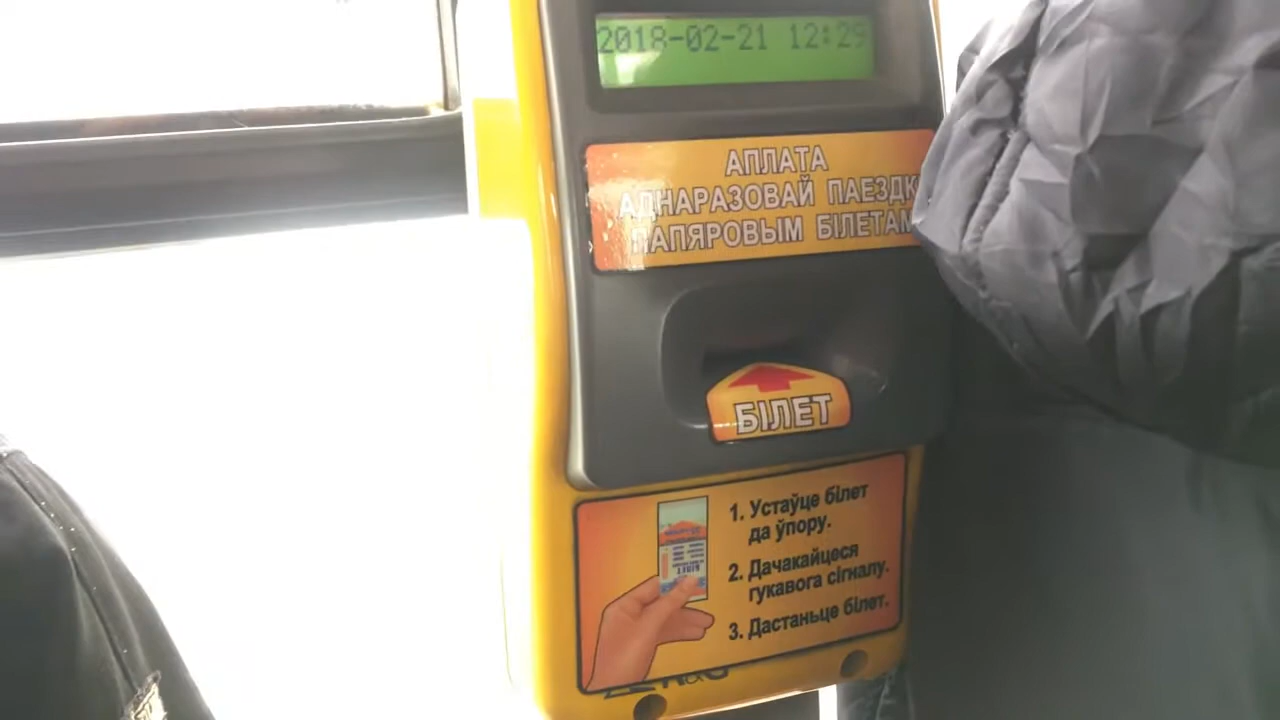 2018-02-21 12:29
АПЛАТА
АДНАРАЗОВАЙ ПАЕЗДК
ПАПЯРОВЫМ БІЛЕТАМ
БІЛЕТ
1. Устаўце білет
да ўпору.
2. Дачакайцеся
гукавога сігналу.
3. Дастаньце білет.